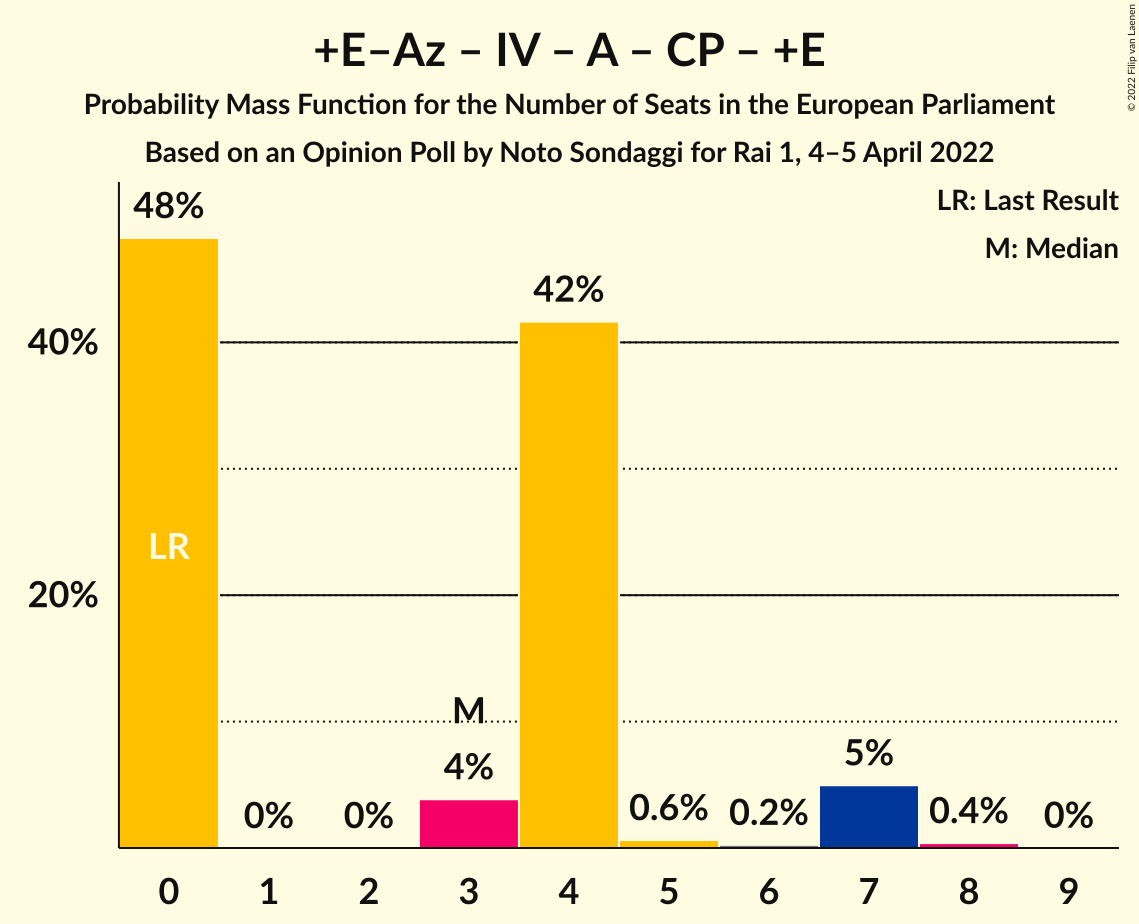 +E–Az – IV – A – CP – +E
Probability Mass Function for the Number of Seats in the European Parliament
Based on an Opinion Poll by Noto Sondaggi for Rai 1, 4–5 April 2022
© 2022 Filip van Laenen
LR: Last Result
M: Median
48%
42%
40%
LR
20%
M
4%
5%
0%
0%
0.6%
0.2%
0.4%
0%
0 1 2 3 4 5 6 7 8 9